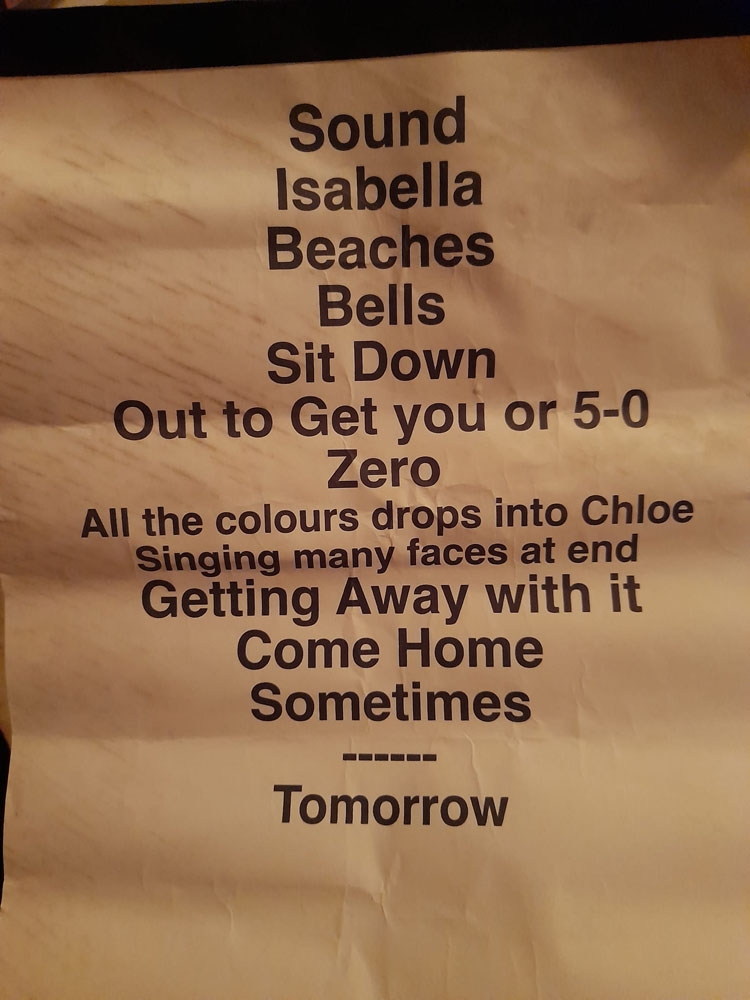 Sound
Isabella
Beaches
Bells
Sit Down
Out to Get you or 5-0
Zero
All the colours drops into Chloe
Singing many faces at end
Getting Away with it
Come Home
Sometimes
------
Tomorrow